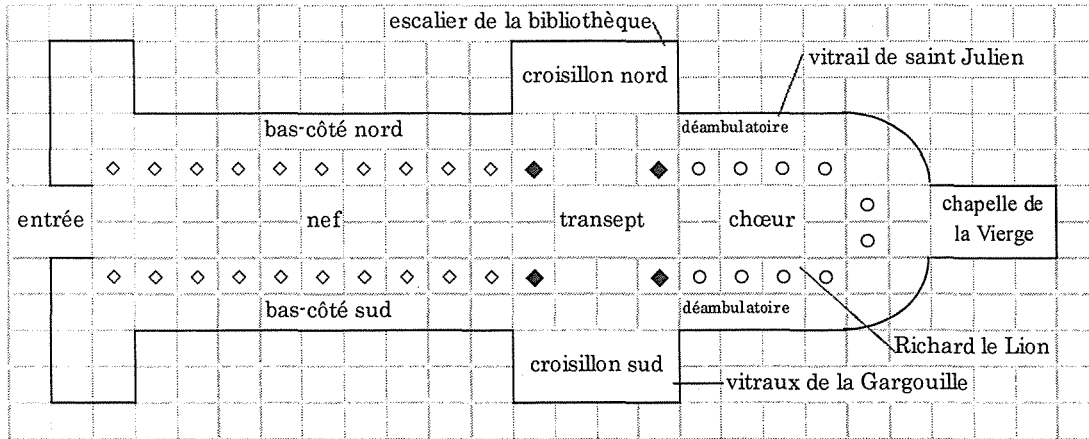 escalier de la bibliothèque
croisillon nord
vitrail de saint Julien
bas-côté nord
déambulatoire
entrée
nef
transept
chœur
chapelle de
la Vierge
bas-côté sud
déambulatoire
Richard le Lion
croisillon sud
vitraux de la Gargouille